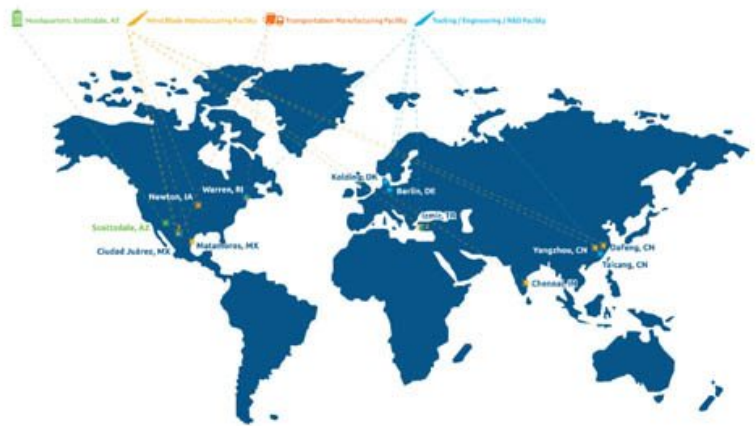 Headquarters, Scottsdale, AZ
Wind Blade Manufacturing Facility
Transportation Manufacturing Facility
Tooling / Engineering / R&D Facility
Kolding, DK
Berlin, DE
Warren, RI
Newton, IA
Izmir, TR
Scottsdale, AZ
Matamoros, MX
Ciudad Juárez, MX
Yangzhou, CN
Dafeng, CN
Taicang, CN
Chennai, IN